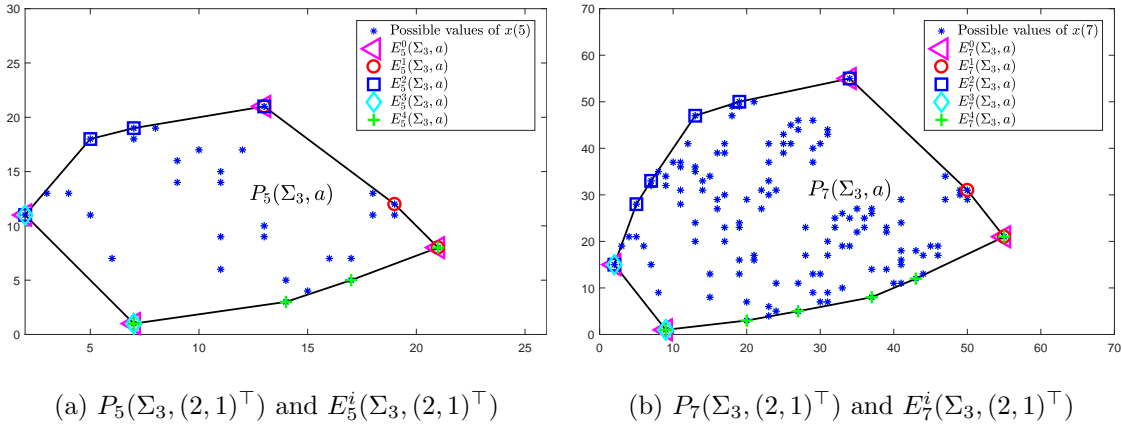 30
25
20
15
10
5
0
5
10
15
20
25
Possible values of x(5)
E_5^0(Σ_3, a)
E_5^1(Σ_3, a)
E_5^2(Σ_3, a)
E_5^3(Σ_3, a)
E_5^4(Σ_3, a)
P_5(Σ_3, a)
(a) P_5(Σ_3, (2, 1)^⊤) and E_5^i(Σ_3, (2, 1)^⊤)
70
60
50
40
30
20
10
0
0
10
20
30
40
50
60
70
Possible values of x(7)
E_7^0(Σ_3, a)
E_7^1(Σ_3, a)
E_7^2(Σ_3, a)
E_7^3(Σ_3, a)
E_7^4(Σ_3, a)
P_7(Σ_3, a)
(b) P_7(Σ_3, (2, 1)^⊤) and E_7^i(Σ_3, (2, 1)^⊤)